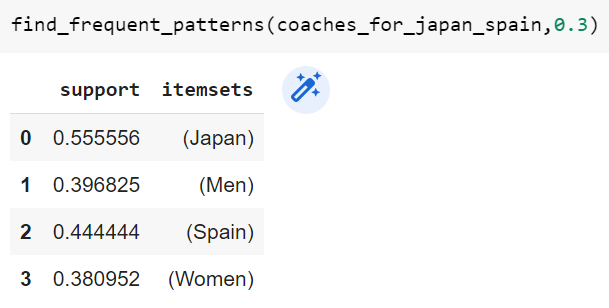 find_frequent_patterns(coaches_for_japan_spain,0.3)
support itemsets
0 0.555556 (Japan)
1 0.396825 (Men)
2 0.444444 (Spain)
3 0.380952 (Women)